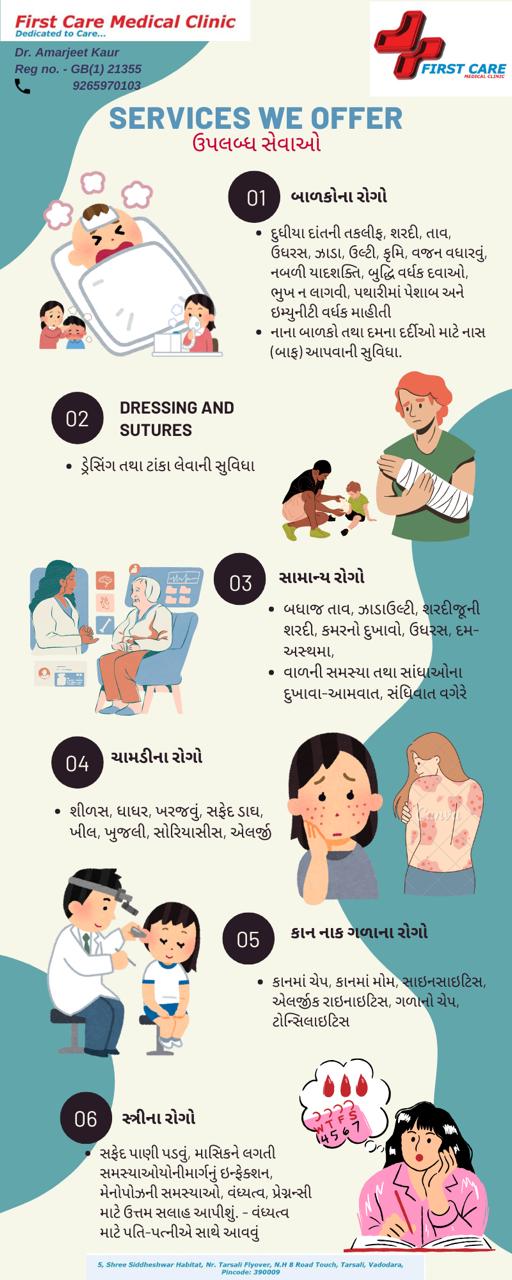 First Care Medical Clinic
Dedicated to Care...
Dr. Amarjeet Kaur
Reg no. - GB(1) 21355
9265970103
FIRST CARE
MEDICAL CLINIC
SERVICES WE OFFER
ઉપલબ્ધ સેવાઓ
01
બાળકોના રોગો
દુધીયા દાંતની તકલીફ, શરદી, તાવ,
ઉધરસ, ઝાડા, ઉલ્ટી, કૃમિ, વજન વધારવું,
નબળી યાદશક્તિ, બુદ્ધિ વર્ધક દવાઓ,
ભુખ ન લાગવી, પથારીમાં પેશાબ અને
ઇમ્યુનીટી વર્ધક માહીતી
નાના બાળકો તથા દમના દર્દીઓ માટે નાસ
(બાફ) આપવાની સુવિધા.
02
DRESSING AND
SUTURES
ડ્રેસિંગ તથા ટાંકા લેવાની સુવિધા
03
સામાન્ય રોગો
બધાજ તાવ, ઝાડાઉલ્ટી, શરદીજૂની
શરદી, કમરનો દુખાવો, ઉધરસ, દમ-
અસ્થમા,
વાળની સમસ્યા તથા સાંધાઓના
દુખાવા-આમવાત, સંધિવાત વગેરે
04
ચામડીના રોગો
શીળસ, ધાધર, ખરજવું, સફેદ ડાઘ,
ખીલ, ખુજલી, સોરિયાસીસ, એલર્જી
Canva
05
કાન નાક ગળાના રોગો
કાનમાં ચેપ, કાનમાં મોમ, સાઇનસાઇટિસ,
એલર્જીક રાઇનાઇટિસ, ગળાનો ચેપ,
ટોન્સિલાઇટિસ
WTFS
4567
06
સ્ત્રીના રોગો
સફેદ પાણી પડવું, માસિકને લગતી
સમસ્યાઓયોનીમાર્ગનું ઇન્ફેક્શન,
મેનોપોઝની સમસ્યાઓ, વંધ્યત્વ, પ્રેગ્નન્સી
માટે ઉત્તમ સલાહ આપીશું. - વંધ્યત્વ
માટે પતિ-પત્નીએ સાથે આવવું
5, Shree Siddheshwar Habitat, Nr. Tarsali Flyover, N.H 8 Road Touch, Tarsali, Vadodara,
Pincode: 390009